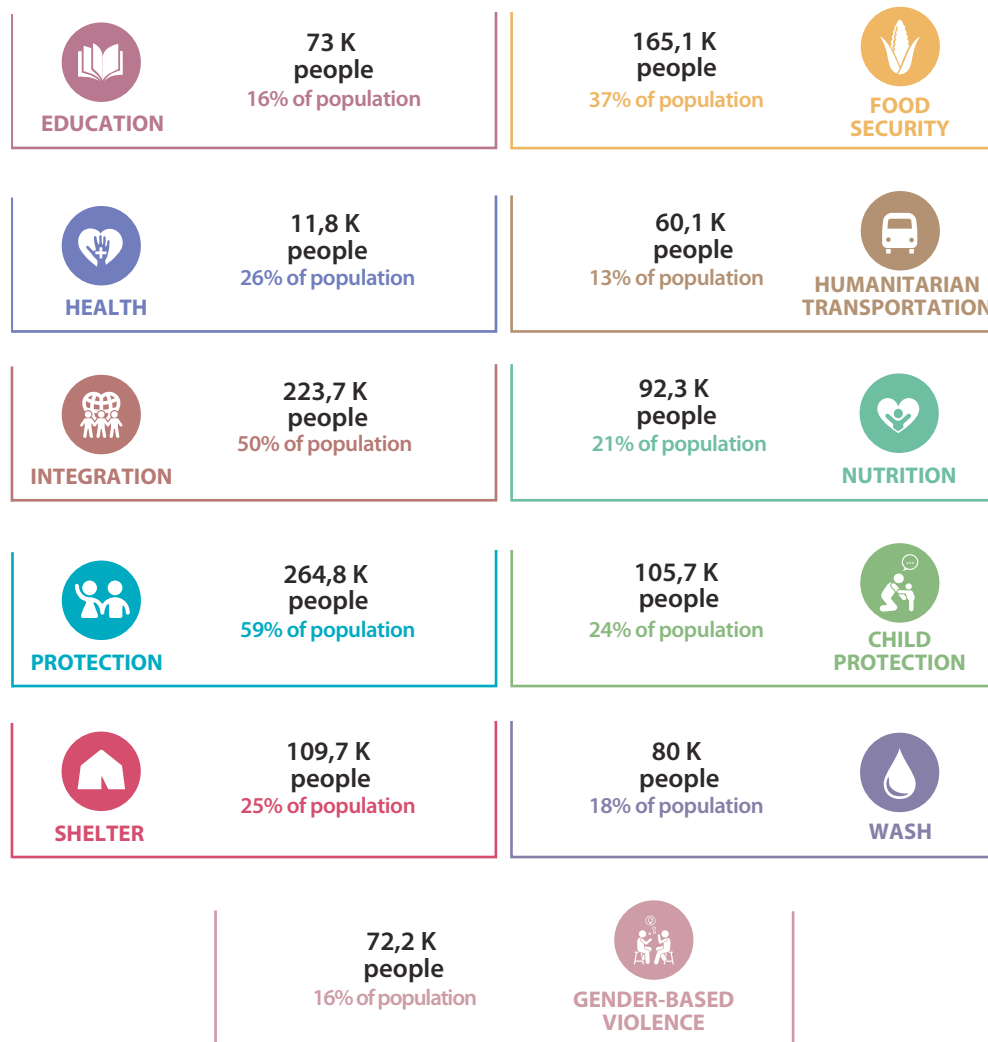 73 K
people
16% of population
EDUCATION
165,1 K
people
37% of population
FOOD
SECURITY
11,8 K
people
26% of population
HEALTH
60,1 K
people
13% of population
HUMANITARIAN
TRANSPORTATION
223,7 K
people
50% of population
INTEGRATION
92,3 K
people
21% of population
NUTRITION
264,8 K
people
59% of population
PROTECTION
105,7 K
people
24% of population
CHILD
PROTECTION
109,7 K
people
25% of population
SHELTER
80 K
people
18% of population
WASH
72,2 K
people
16% of population
GENDER-BASED
VIOLENCE